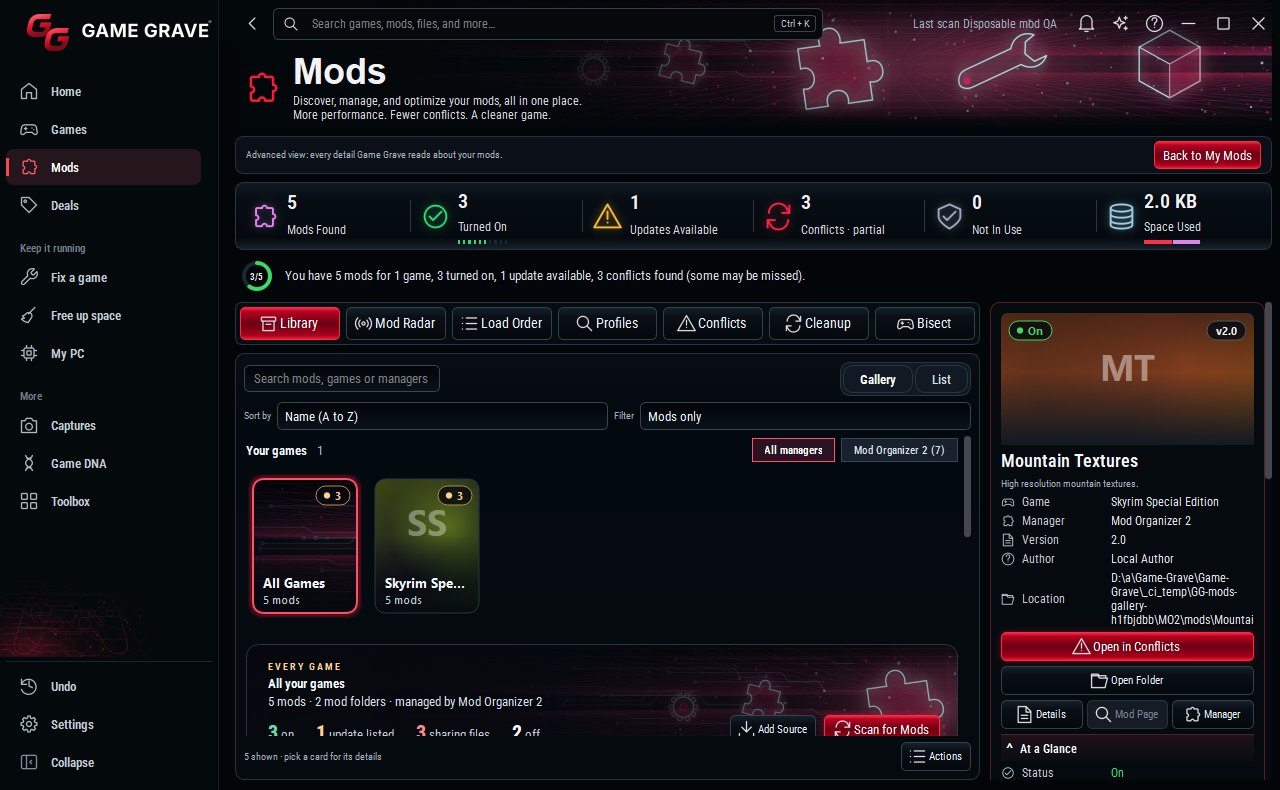 GAME GRAVE
Search games, mods, files, and more...
Ctrl + K
Last scan Disposable mod QA
Home
Games
Mods
Deals
Keep it running
Fix a game
Free up space
My PC
More
Captures
Game DNA
Toolbox
Undo
Settings
Collapse
Mods
Discover, manage, and optimize your mods, all in one place.
More performance. Fewer conflicts. A cleaner game.
Advanced view: every detail Game Grave reads about your mods.
Back to My Mods
5
Mods Found
3
Turned On
1
Updates Available
3
Conflicts · partial
0
Not In Use
2.0 KB
Space Used
3/5
You have 5 mods for 1 game, 3 turned on, 1 update available, 3 conflicts found (some may be missed).
Library
Mod Radar
Load Order
Profiles
Conflicts
Cleanup
Bisect
Search mods, games or managers
Gallery
List
Sort by
Name (A to Z)
Filter
Mods only
Your games 1
All managers
Mod Organizer 2 (7)
3
All Games
5 mods
3
SS
Skyrim Spe...
5 mods
EVERY GAME
All your games
5 mods · 2 mod folders · managed by Mod Organizer 2
3 on
1 update listed
3 sharing files
2 off
Add Source
Scan for Mods
5 shown · pick a card for its details
Actions
On
v2.0
MT
Mountain Textures
High resolution mountain textures.
Game Skyrim Special Edition
Manager Mod Organizer 2
Version 2.0
Author Local Author
Location D:\a\Game-Grave\Game-
Grave\_ci_temp\GG-mods-
gallery-
h1fbjdbb\MO2\mods\Mountai
Open in Conflicts
Open Folder
Details
Mod Page
Manager
^ At a Glance
Status On